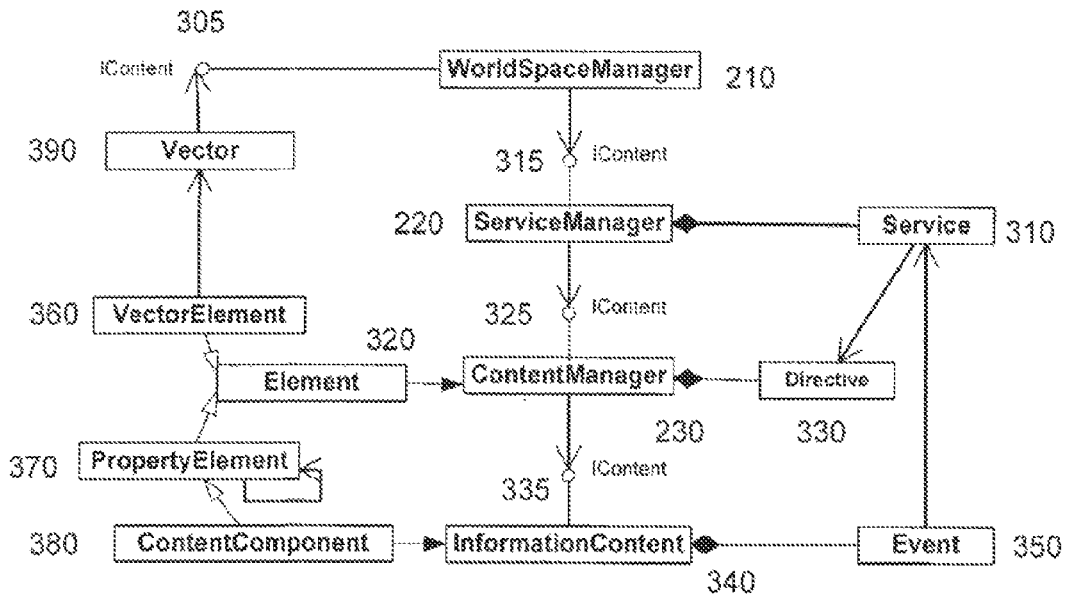 305
IContent
WorldSpaceManager
210
390
Vector
315
IContent
220
ServiceManager
Service
310
360
VectorElement
325
IContent
320
Element
ContentManager
Directive
230
330
370
PropertyElement
335
IContent
380
ContentComponent
InformationContent
Event
350
340